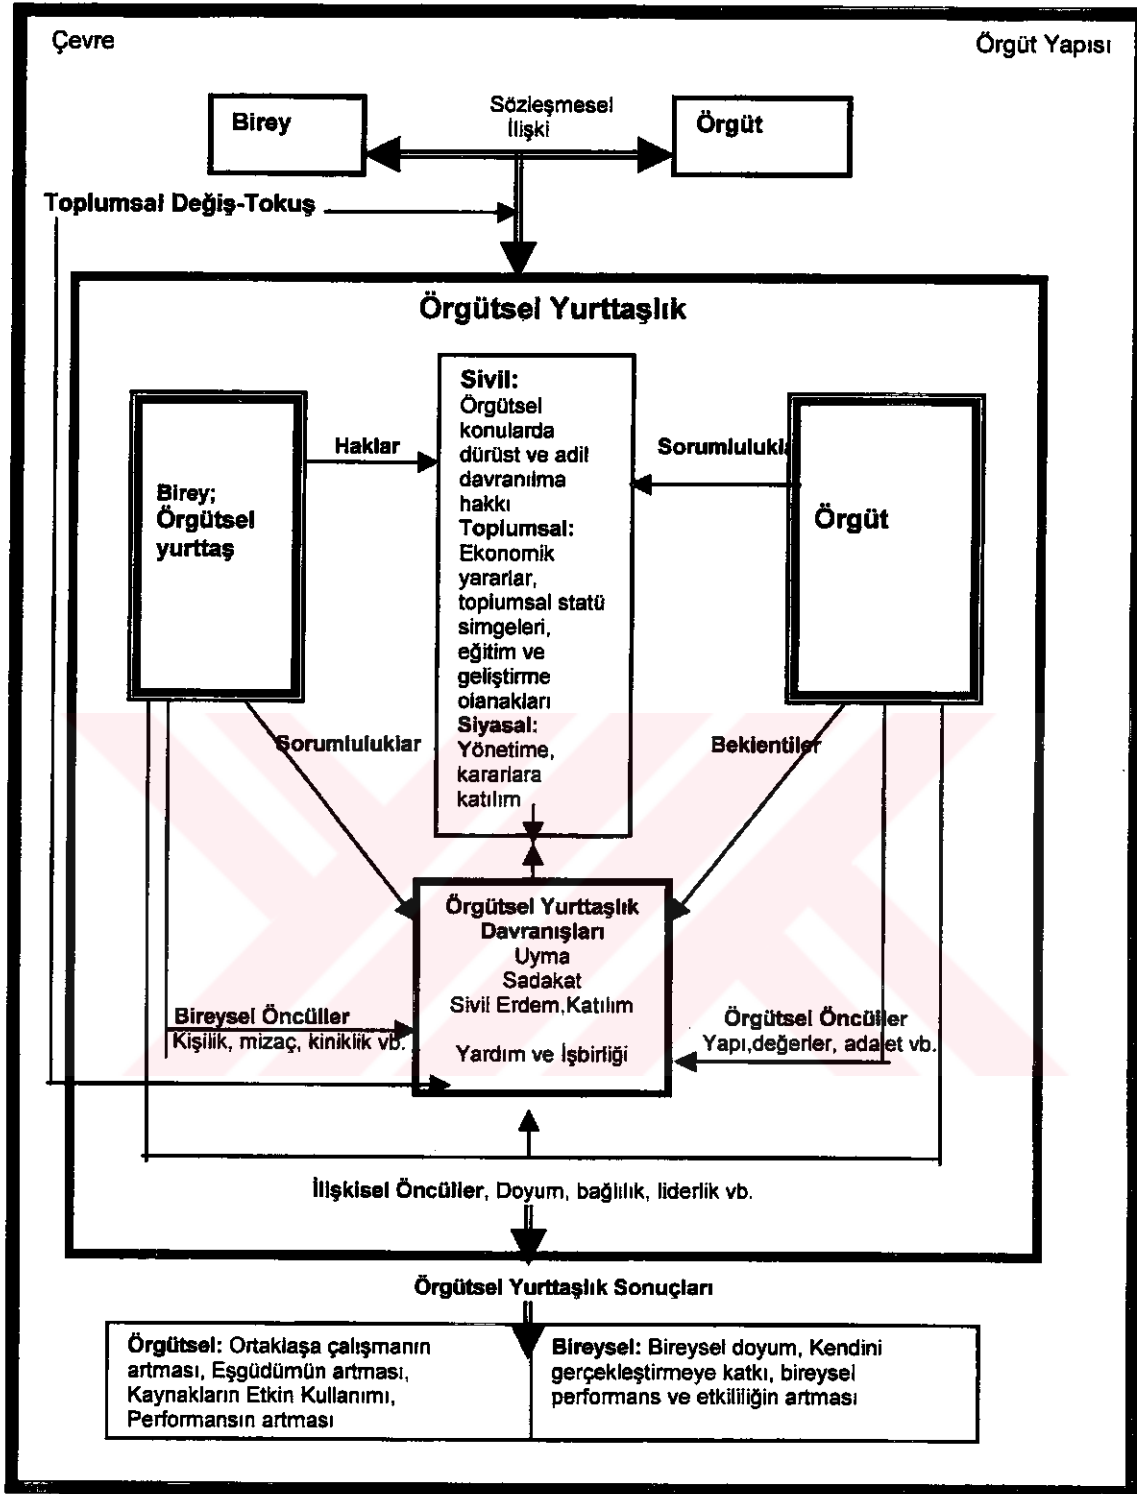 Çevre
Örgüt Yapısı
Birey
Sözleşmesel
İlişki
Örgüt
Toplumsal Değiş-Tokuş
Örgütsel Yurttaşlık
Birey;
Örgütsel
yurttaş
Haklar
Sivil:
Örgütsel
konularda
dürüst ve adil
davranılma
hakkı
Toplumsal:
Ekonomik
yararlar,
toplumsal statü
simgeleri,
eğitim ve
geliştirme
olanakları
Siyasal:
Yönetime,
kararlara
katılım
Sorumlulukla
Örgüt
Sorumluluklar
Beklentiler
Örgütsel Yurttaşlık
Davranışları
Uyma
Sadakat
Sivil Erdem,Katılım
Yardım ve İşbirliği
Bireysel Öncüller
Kişilik, mizaç, kiniklik vb.
Örgütsel Öncüller
Yapı,değerler, adalet vb.
İlişkisel Öncüller, Doyum, bağlılık, liderlik vb.
Örgütsel Yurttaşlık Sonuçları
Örgütsel: Ortaklaşa çalışmanın
artması, Eşgüdümün artması,
Kaynakların Etkin Kullanımı,
Performansın artması
Bireysel: Bireysel doyum, Kendini
gerçekleştirmeye katkı, bireysel
performans ve etkililiğin artması